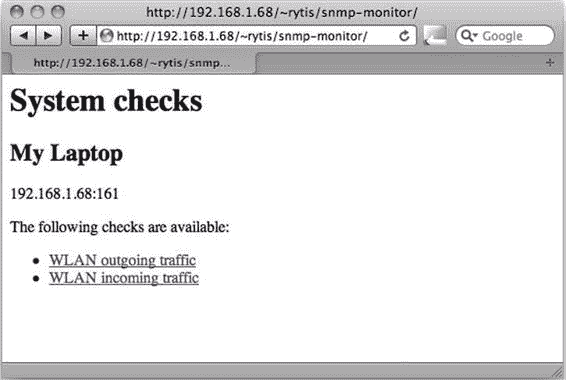 http://192.168.1.68/~rytis/snmp-monitor/
http://192.168.1.68/~rytis/snmp-monitor/
Google
http://192.168.1.68/~rytis/snmp...
System checks
My Laptop
192.168.1.68:161
The following checks are available:
WLAN outgoing traffic
WLAN incoming traffic